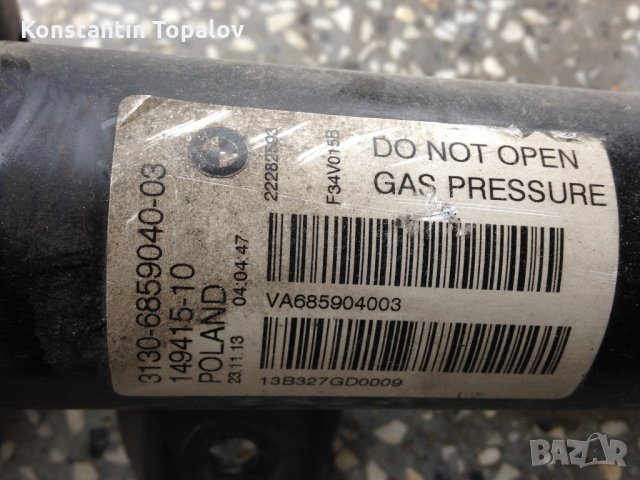 Konstantin Topalov
3130-6859040-03
149415-10
POLAND
23.11.13 04:04:47
F34V015B
DO NOT OPEN
GAS PRESSURE
VA685904003
13B327GD0009
BAZAR